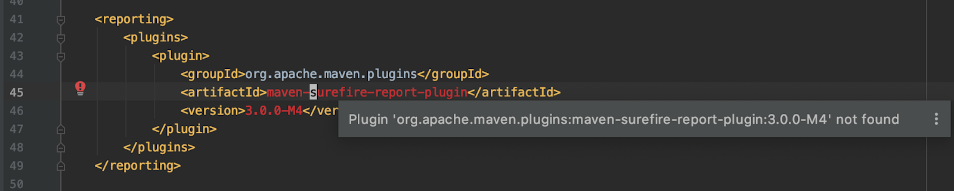 40
41 <reporting>
42 <plugins>
43 <plugin>
44 <groupId>org.apache.maven.plugins</groupId>
45 <artifactId>maven-surefire-report-plugin</artifactId>
46 <version>3.0.0-M4</ver
Plugin 'org.apache.maven.plugins:maven-surefire-report-plugin:3.0.0-M4' not found
47 </plugin>
48 </plugins>
49 </reporting>
50